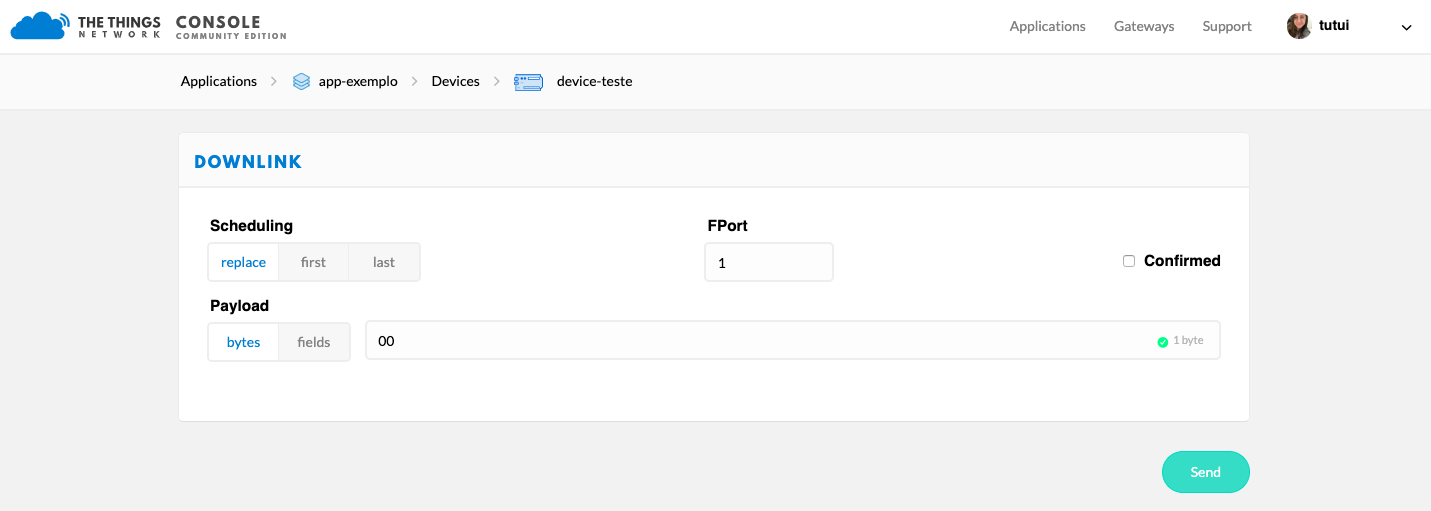 THE THINGS NETWORK CONSOLE COMMUNITY EDITION
Applications Gateways Support tutui
Applications app-exemplo Devices device-teste
DOWNLINK
Scheduling FPort
replace first last 1 Confirmed
Payload
bytes fields 00 1 byte
Send